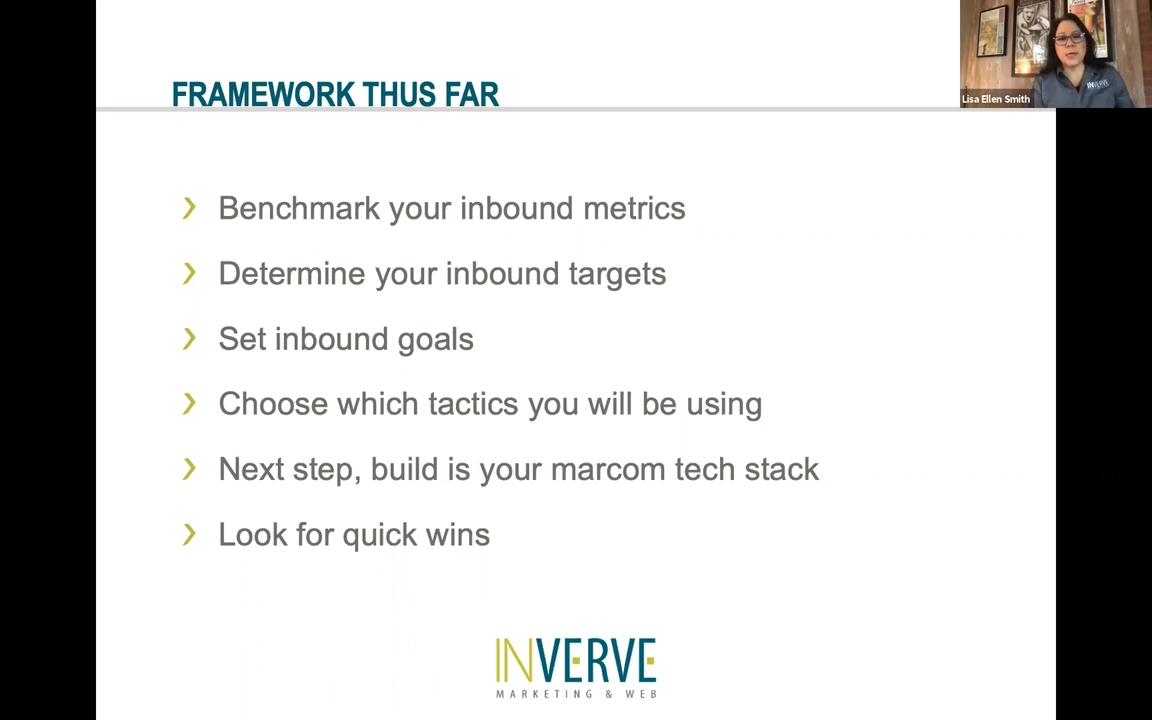 FRAMEWORK THUS FAR
Lisa Ellen Smith
INVERVE
Benchmark your inbound metrics
Determine your inbound targets
Set inbound goals
Choose which tactics you will be using
Next step, build is your marcom tech stack
Look for quick wins
INVERVE
MARKETING & WEB